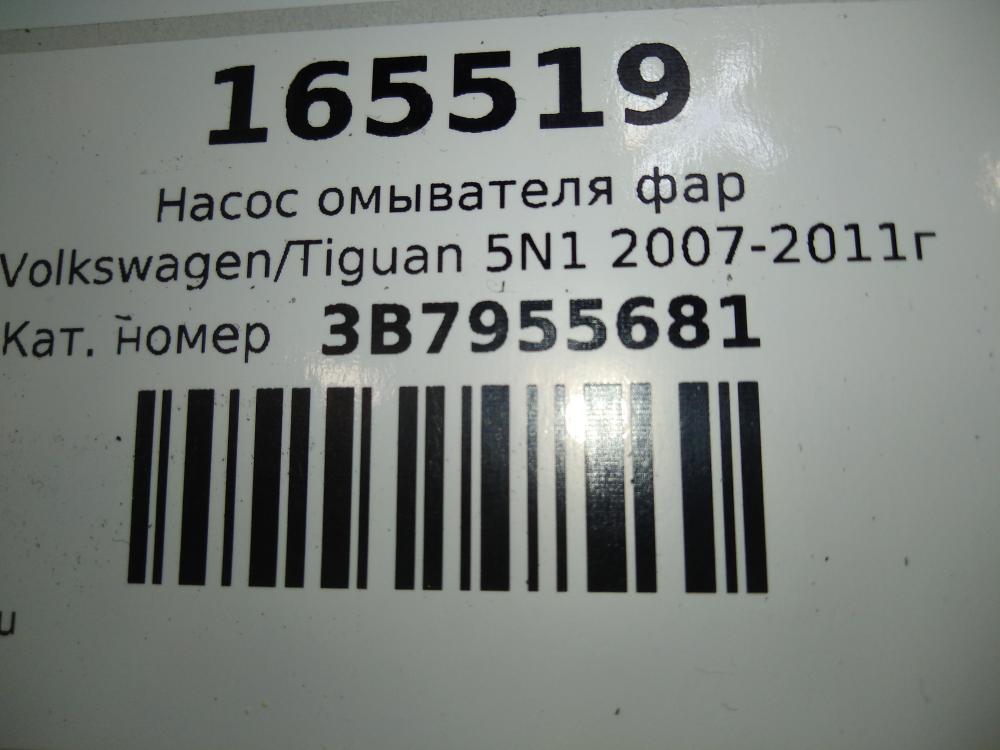 165519
Насос омывателя фар
Volkswagen/Tiguan 5N1 2007-2011г
Кат. номер 3B7955681
u